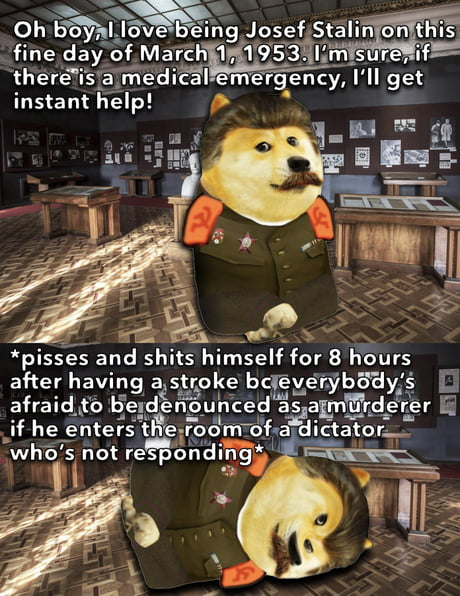 Oh boy, I love being Josef Stalin on this
fine day of March 1, 1953. I'm sure, if
there is a medical emergency, I'll get
instant help!
*pisses and shits himself for 8 hours
after having a stroke bc everybody's
afraid to be denounced as a murderer
if he enters the room of a dictator
who's not responding*